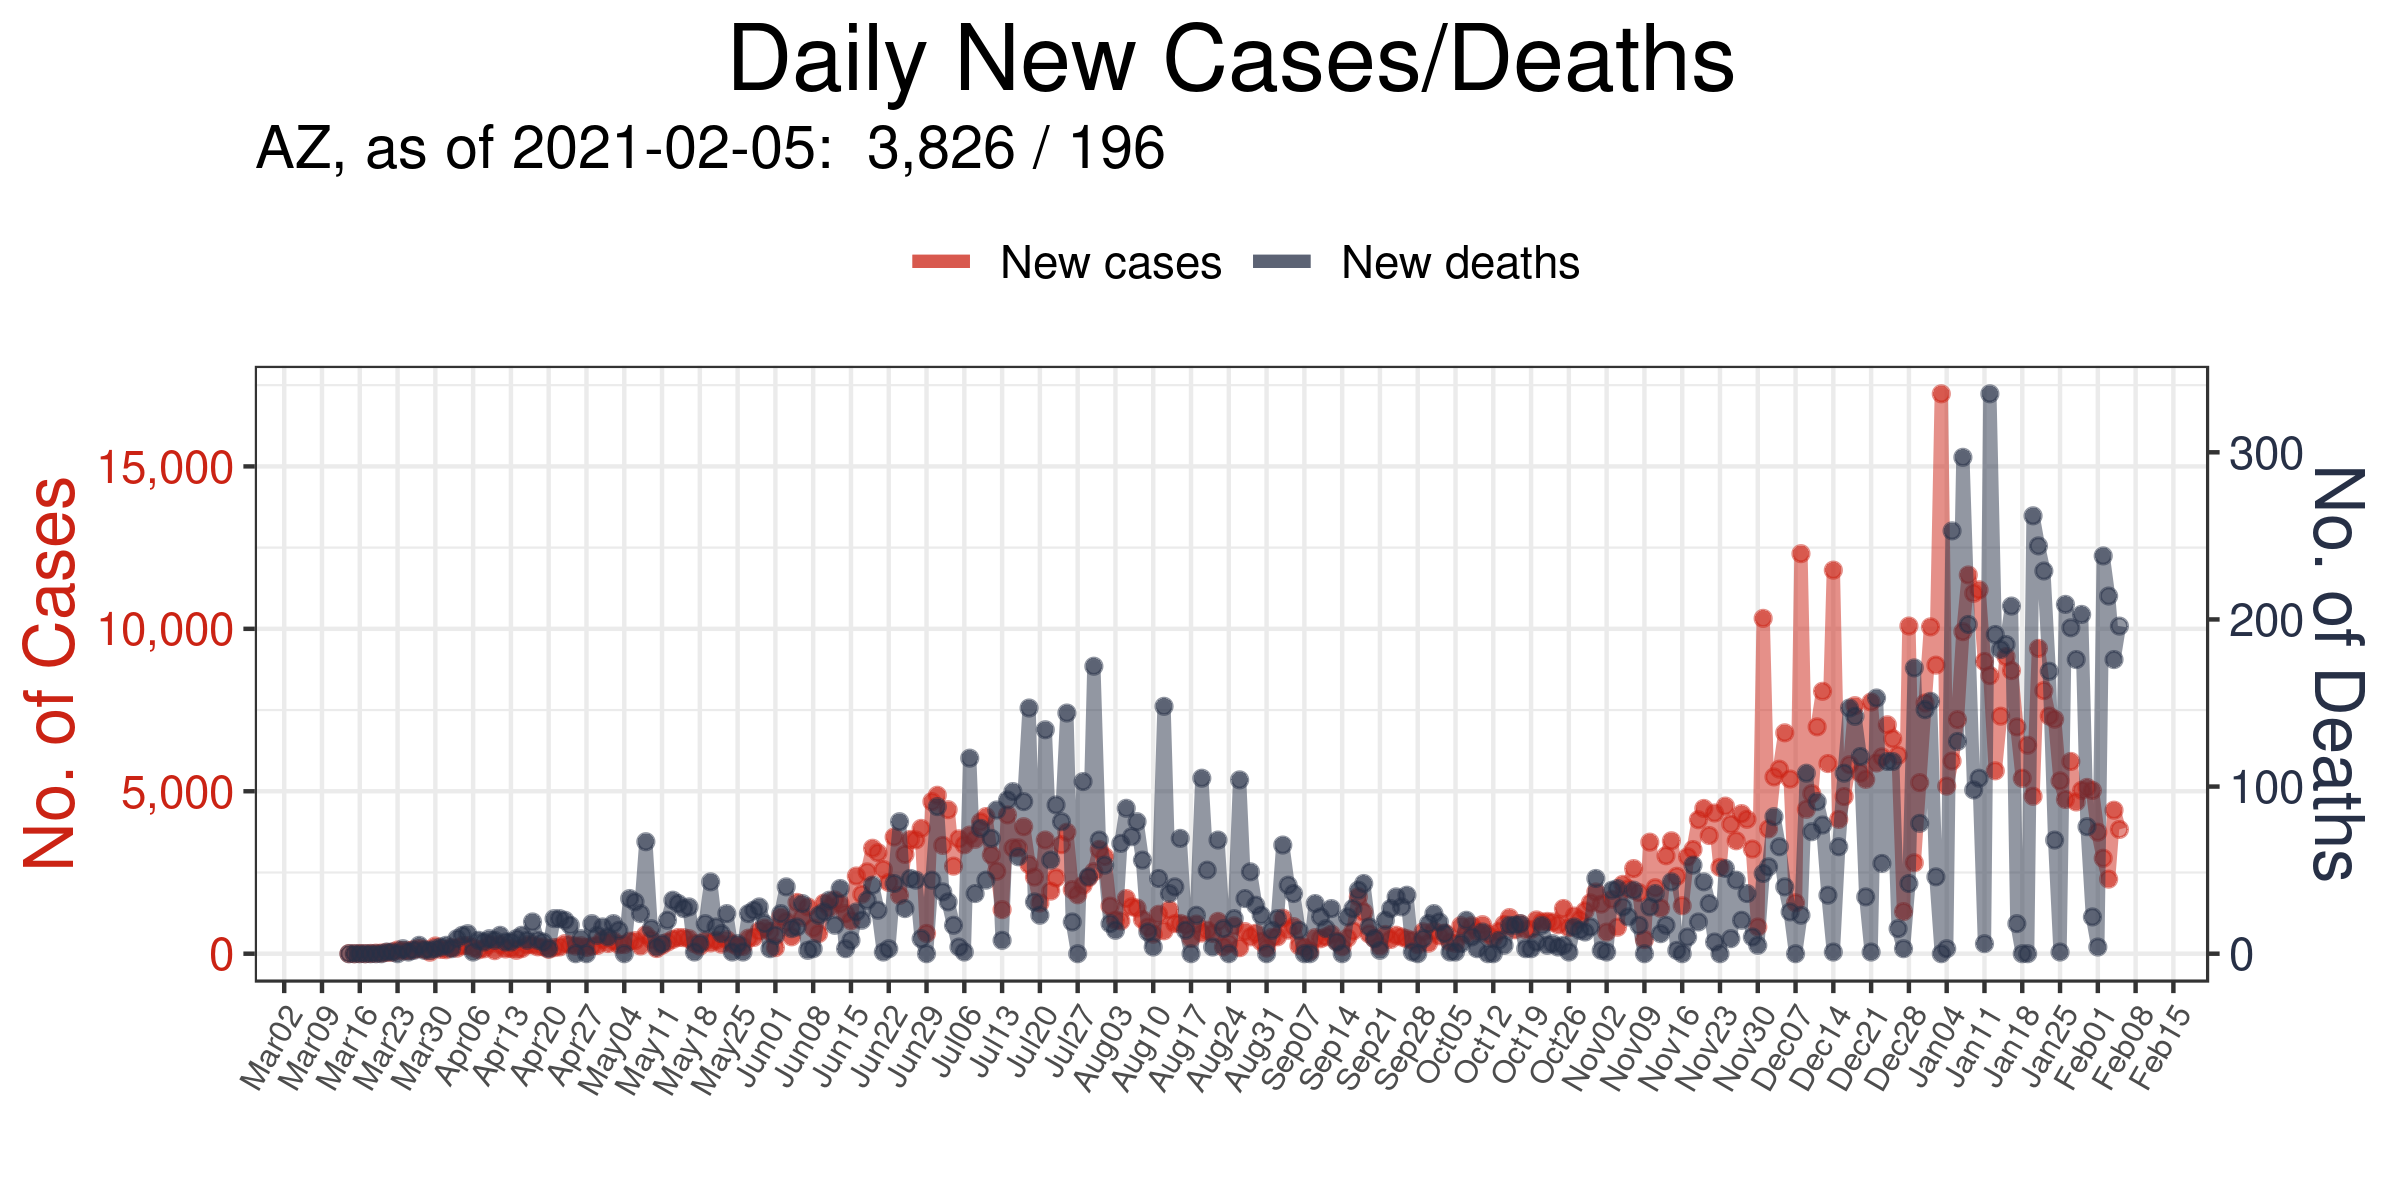 Daily New Cases/Deaths
AZ, as of 2021-02-05:  3,826 / 196
New cases
New deaths
No. of Cases
15,000
10,000
5,000
0
300
200
100
0
No. of Deaths
Mar02
Mar09
Mar16
Mar23
Mar30
Apr06
Apr13
Apr20
Apr27
May04
May11
May18
May25
Jun01
Jun08
Jun15
Jun22
Jun29
Jul06
Jul13
Jul20
Jul27
Aug03
Aug10
Aug17
Aug24
Aug31
Sep07
Sep14
Sep21
Sep28
Oct05
Oct12
Oct19
Oct26
Nov02
Nov09
Nov16
Nov23
Nov30
Nov07
Dec14
Dec21
Dec28
Dec04
Jan11
Jan18
Jan25
Feb01
Feb08
Feb15